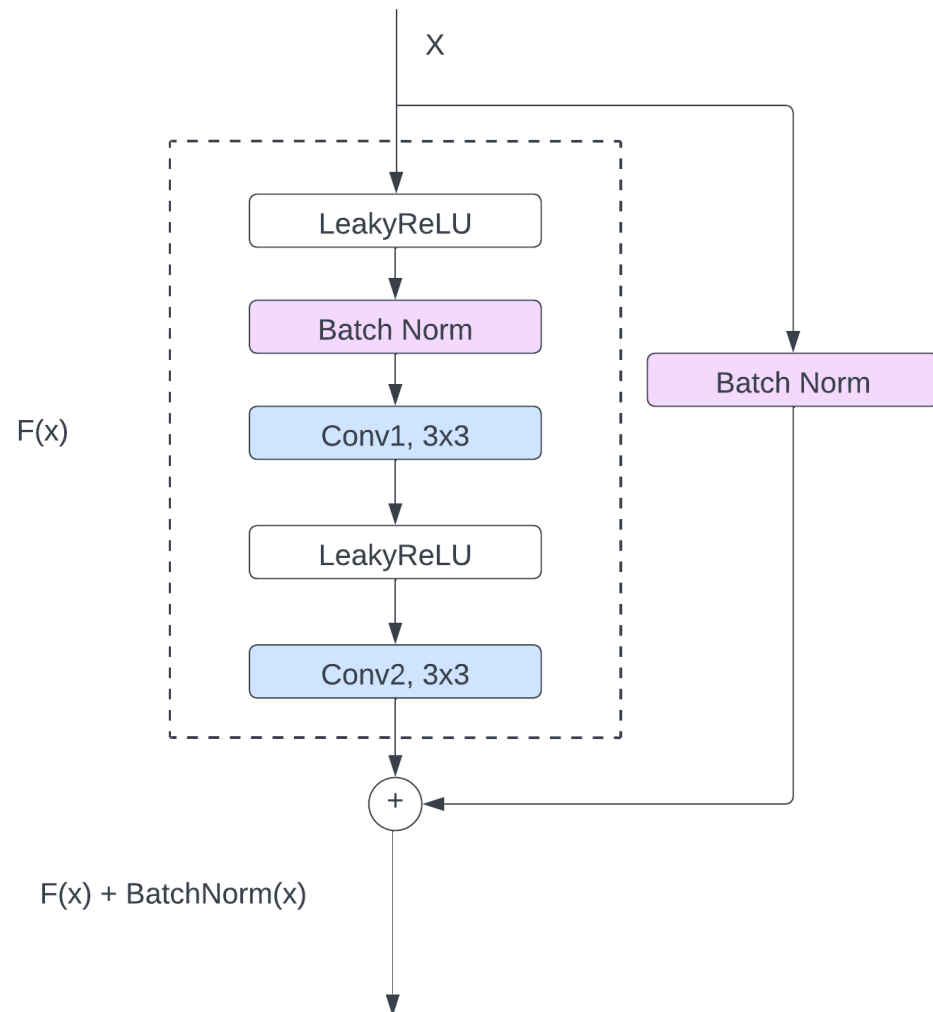 X
LeakyReLU
Batch Norm
Batch Norm
F(x)
Conv1, 3x3
LeakyReLU
Conv2, 3x3
+
F(x) + BatchNorm(x)